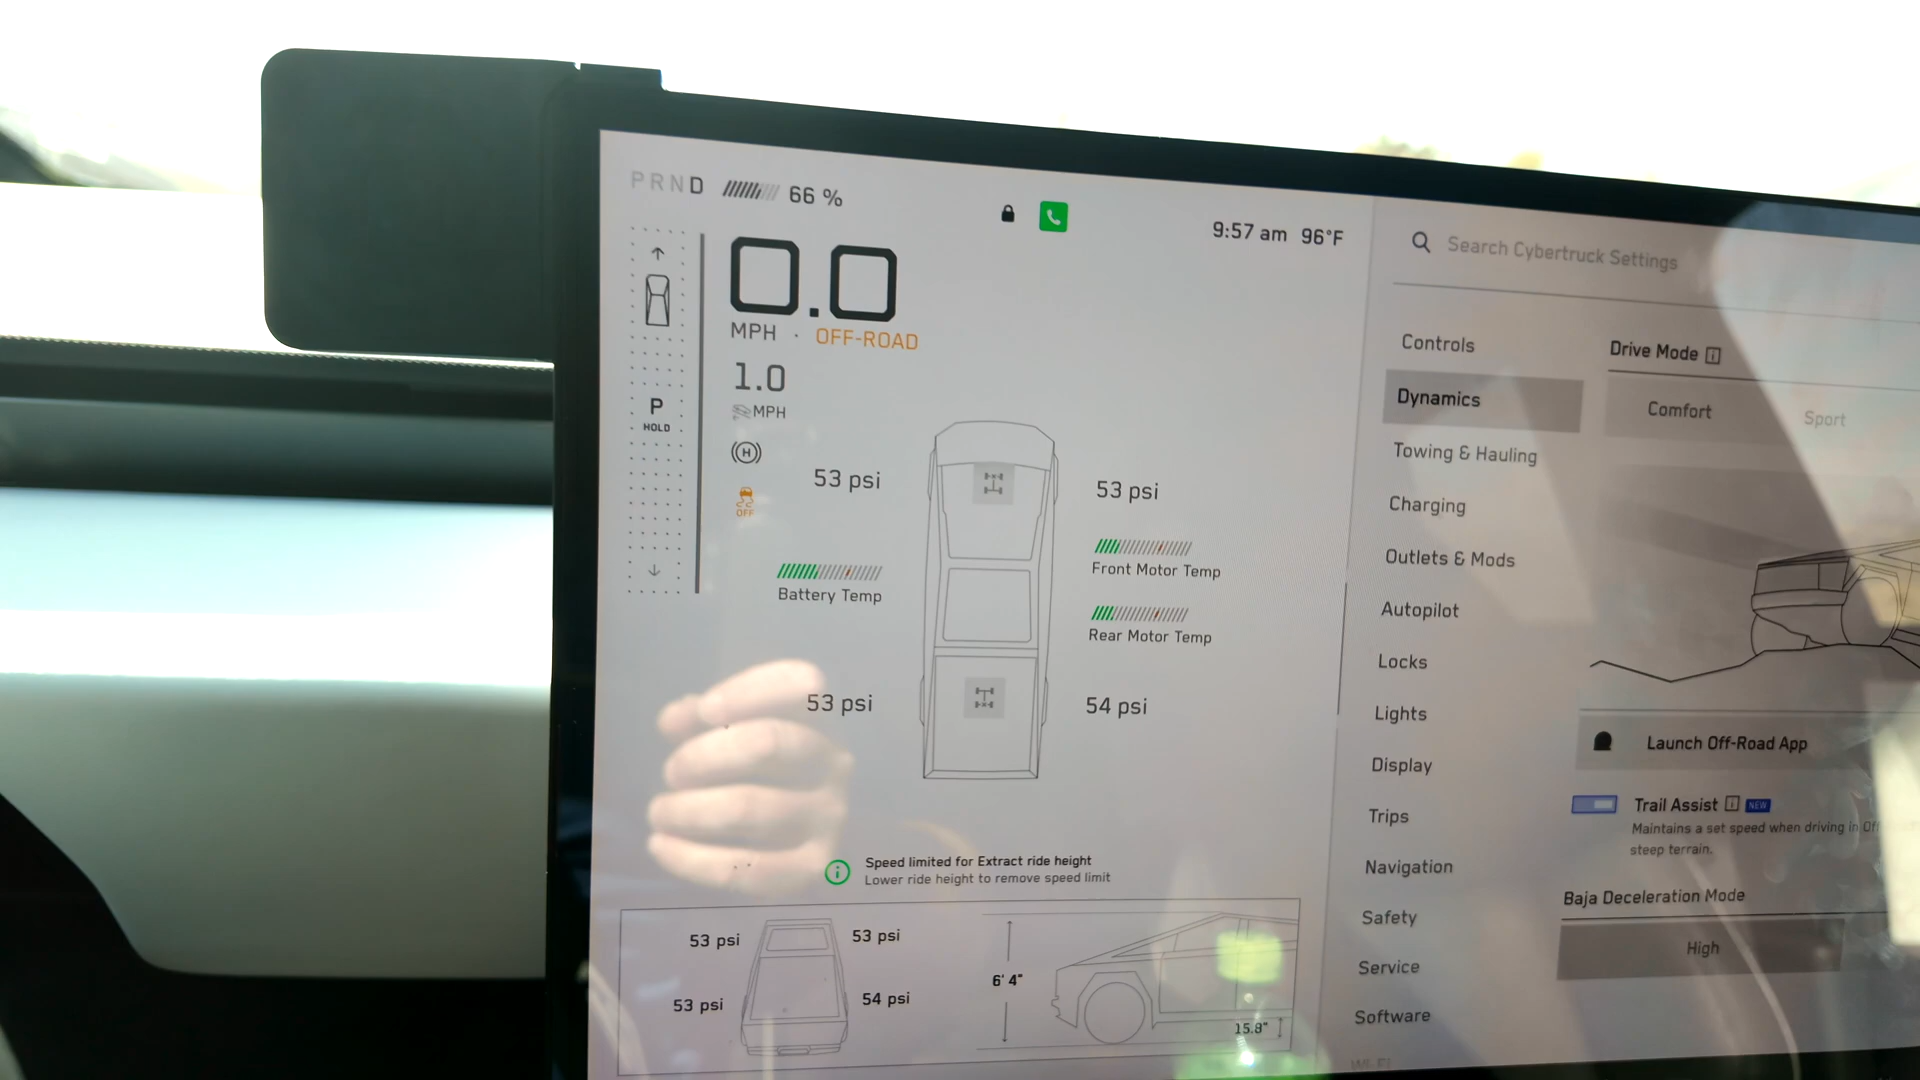 PRND 66 %
9:57 am 96°F
0.0
MPH · OFF-ROAD
1.0
MPH
P
HOLD
H
OFF
53 psi
53 psi
Battery Temp
Front Motor Temp
Rear Motor Temp
53 psi
54 psi
Speed limited for Extract ride height
Lower ride height to remove speed limit
53 psi
53 psi
53 psi
54 psi
6' 4"
15.8"
Search Cybertruck Settings
Controls
Dynamics
Towing & Hauling
Charging
Outlets & Mods
Autopilot
Locks
Lights
Display
Trips
Navigation
Safety
Service
Software
Drive Mode
Comfort
Sport
Launch Off-Road App
Trail Assist NEW
Maintains a set speed when driving in Off
steep terrain.
Baja Deceleration Mode
High